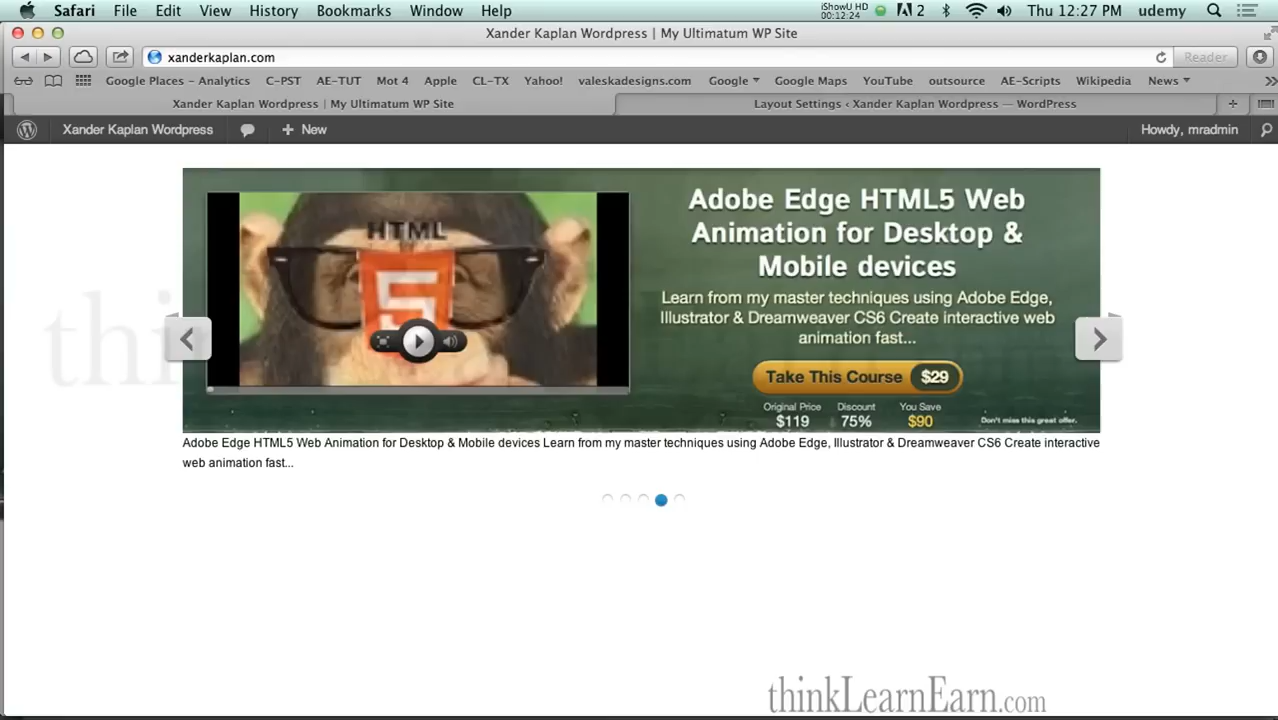 Safari File Edit View History Bookmarks Window Help iShowU HD 00:12:24 2 Thu 12:27 PM udemy
Xander Kaplan Wordpress | My Ultimatum WP Site
xanderkaplan.com Reader
Google Places - Analytics C-PST AE-TUT Mot 4 Apple CL-TX Yahoo! valeskadesigns.com Google Google Maps YouTube outsource AE-Scripts Wikipedia News
Xander Kaplan Wordpress | My Ultimatum WP Site Layout Settings ‹ Xander Kaplan Wordpress — WordPress
Xander Kaplan Wordpress + New Howdy, mradmin
HTML
5
Adobe Edge HTML5 Web
Animation for Desktop &
Mobile devices
Learn from my master techniques using Adobe Edge,
Illustrator & Dreamweaver CS6 Create interactive web
animation fast...
Take This Course $29
Original Price Discount You Save
$119 75% $90 Don't miss this great offer.
Adobe Edge HTML5 Web Animation for Desktop & Mobile devices Learn from my master techniques using Adobe Edge, Illustrator & Dreamweaver CS6 Create interactive
web animation fast...
thinkLearnEarn.com